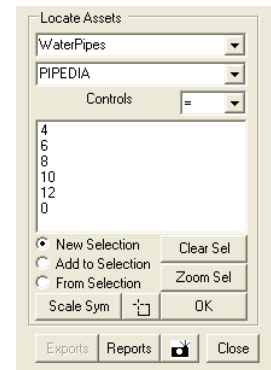 Locate Assets
WaterPipes
PIPEDIA
Controls =
4
6
8
10
12
0
New Selection Clear Sel
Add to Selection
From Selection Zoom Sel
Scale Sym OK
Exports Reports Close